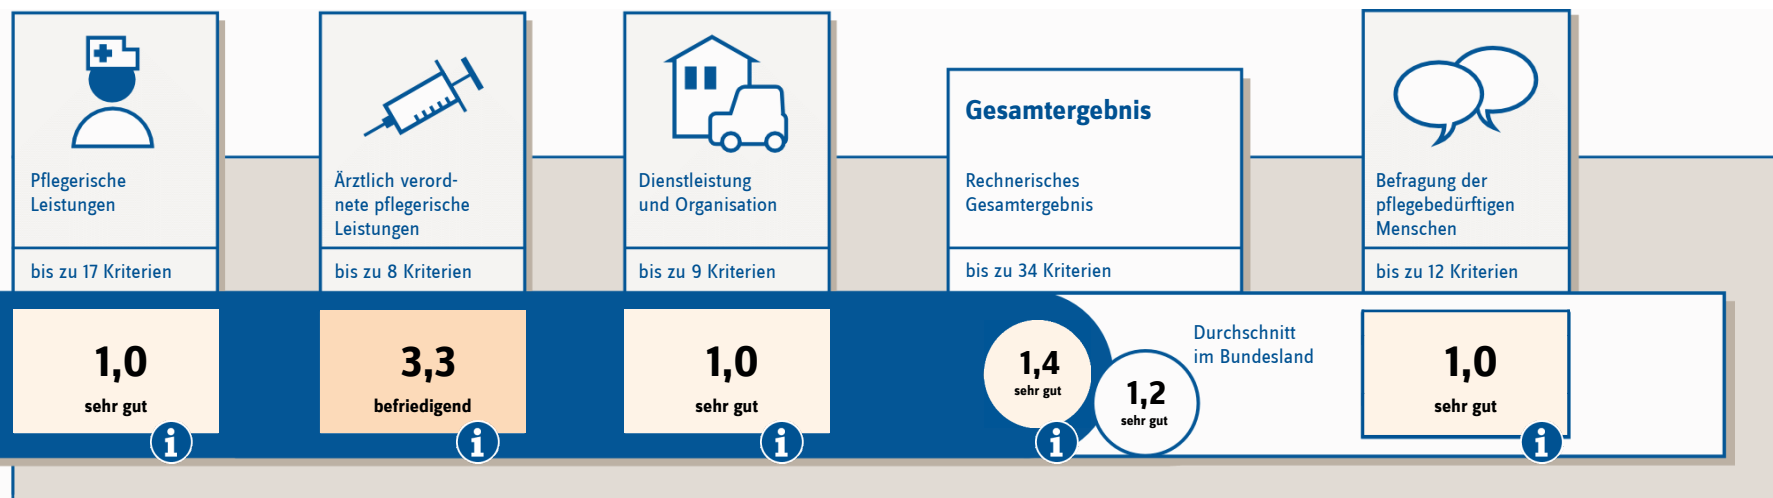 Pflegerische
Leistungen
bis zu 17 Kriterien
1,0
sehr gut
i
Ärztlich verord-
nete pflegerische
Leistungen
bis zu 8 Kriterien
3,3
befriedigend
i
Dienstleistung
und Organisation
bis zu 9 Kriterien
1,0
sehr gut
i
Gesamtergebnis
Rechnerisches
Gesamtergebnis
bis zu 34 Kriterien
1,4
sehr gut
i
1,2
sehr gut
Durchschnitt
im Bundesland
Befragung der
pflegebedürftigen
Menschen
bis zu 12 Kriterien
1,0
sehr gut
i